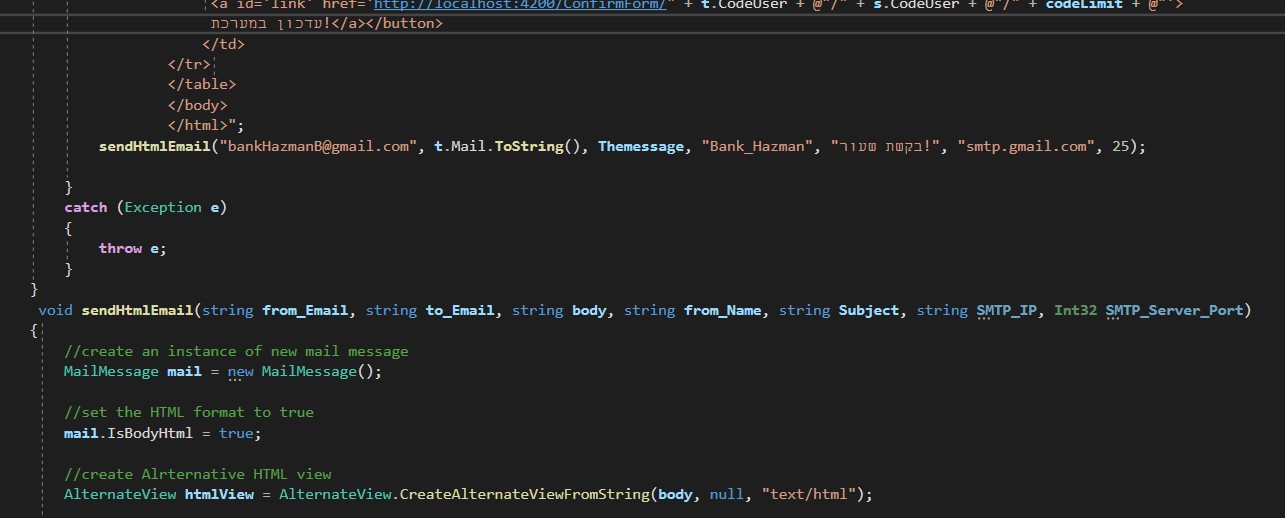 <a id='link' href='http://localhost:4200/ConfirmForm/" + t.CodeUser + @"/" + s.CodeUser + @"/" + codeLimit + @"'>
עדכון במערכת!</a></button>
</td>
</tr>
</table>
</body>
</html>";
sendHtmlEmail("bankHazmanB@gmail.com", t.Mail.ToString(), Themessage, "Bank_Hazman", "בקשת שעור!", "smtp.gmail.com", 25);
}
catch (Exception e)
{
throw e;
}
}
void sendHtmlEmail(string from_Email, string to_Email, string body, string from_Name, string Subject, string SMTP_IP, Int32 SMTP_Server_Port)
{
//create an instance of new mail message
MailMessage mail = new MailMessage();
//set the HTML format to true
mail.IsBodyHtml = true;
//create Alrternative HTML view
AlternateView htmlView = AlternateView.CreateAlternateViewFromString(body, null, "text/html");